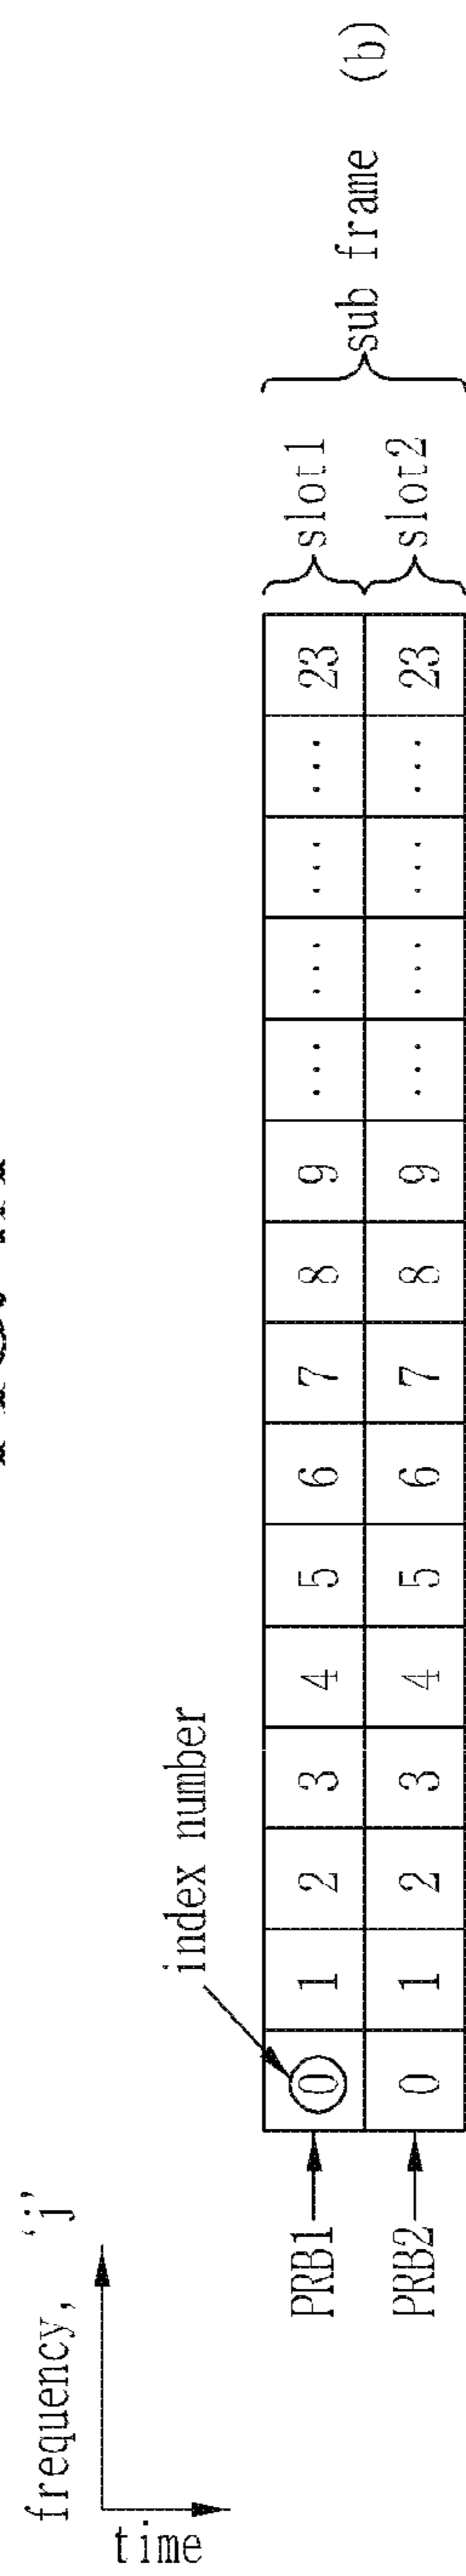 frequency, ‘j’
time
index number
PRB1 0 1 2 3 4 5 6 7 8 9 ... ... ... ... 23 slot1
PRB2 0 1 2 3 4 5 6 7 8 9 ... ... ... ... 23 slot2
sub frame (b)